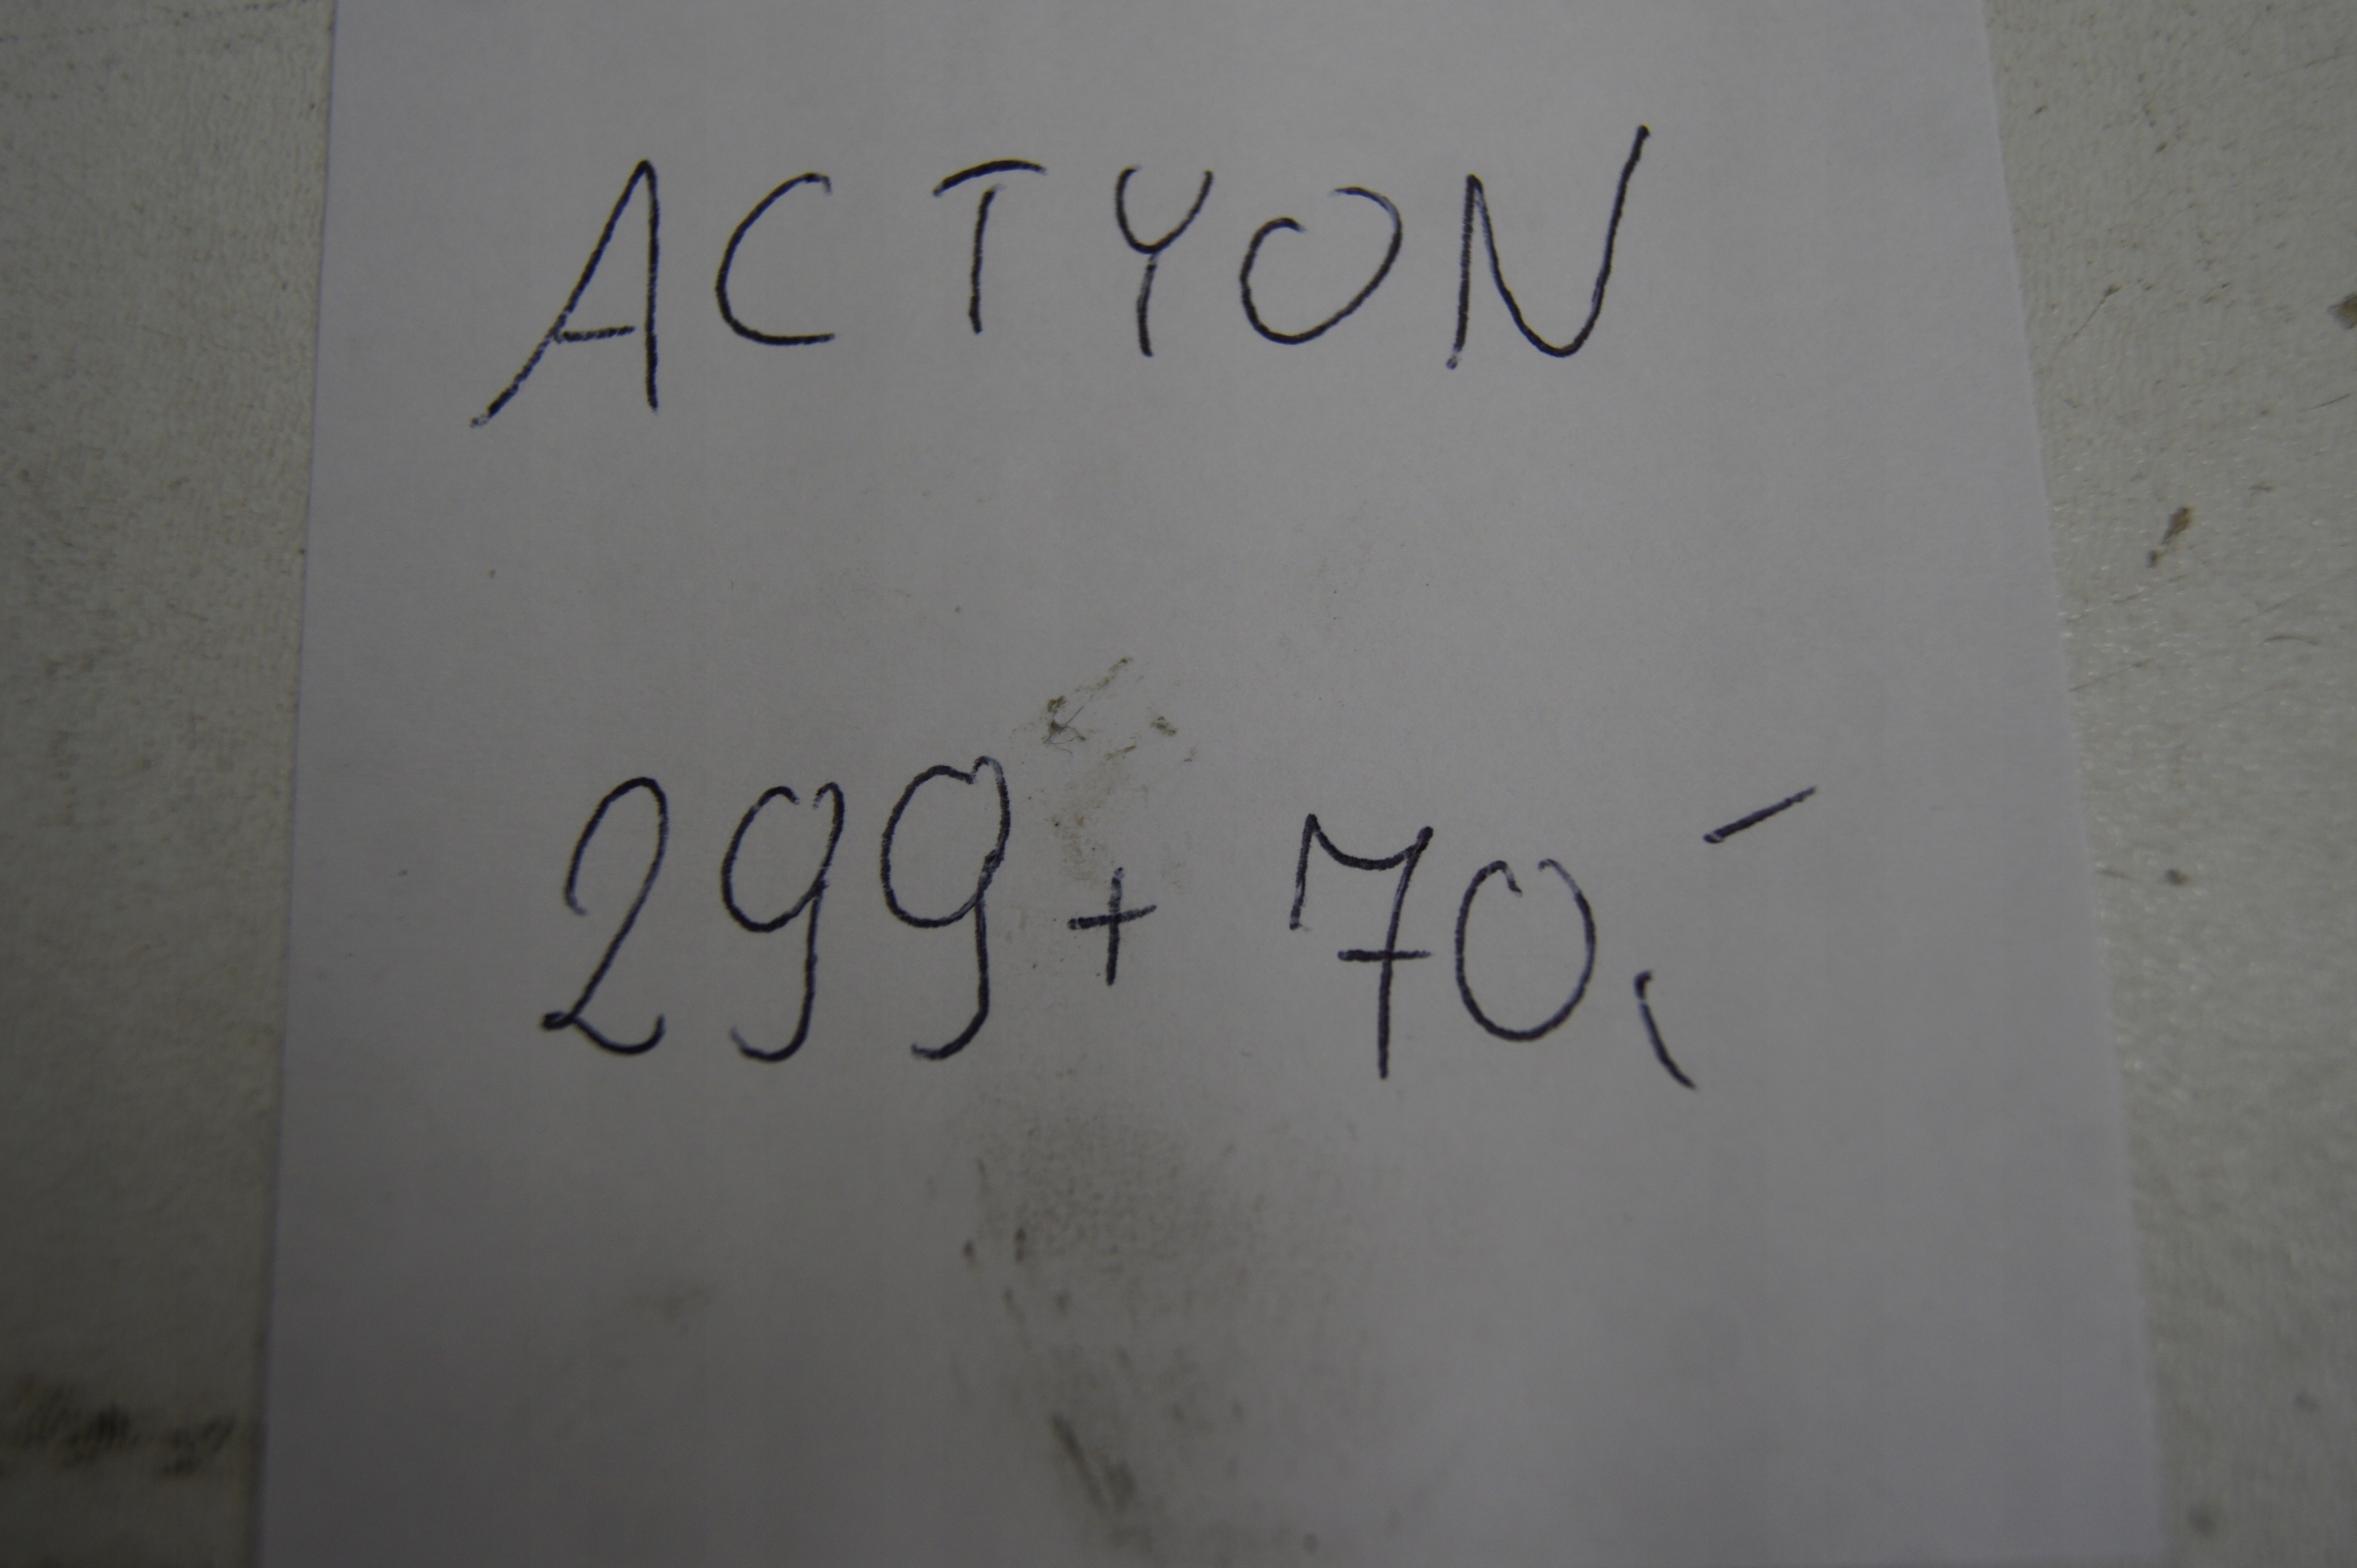 ACTYON
299 + 70,-